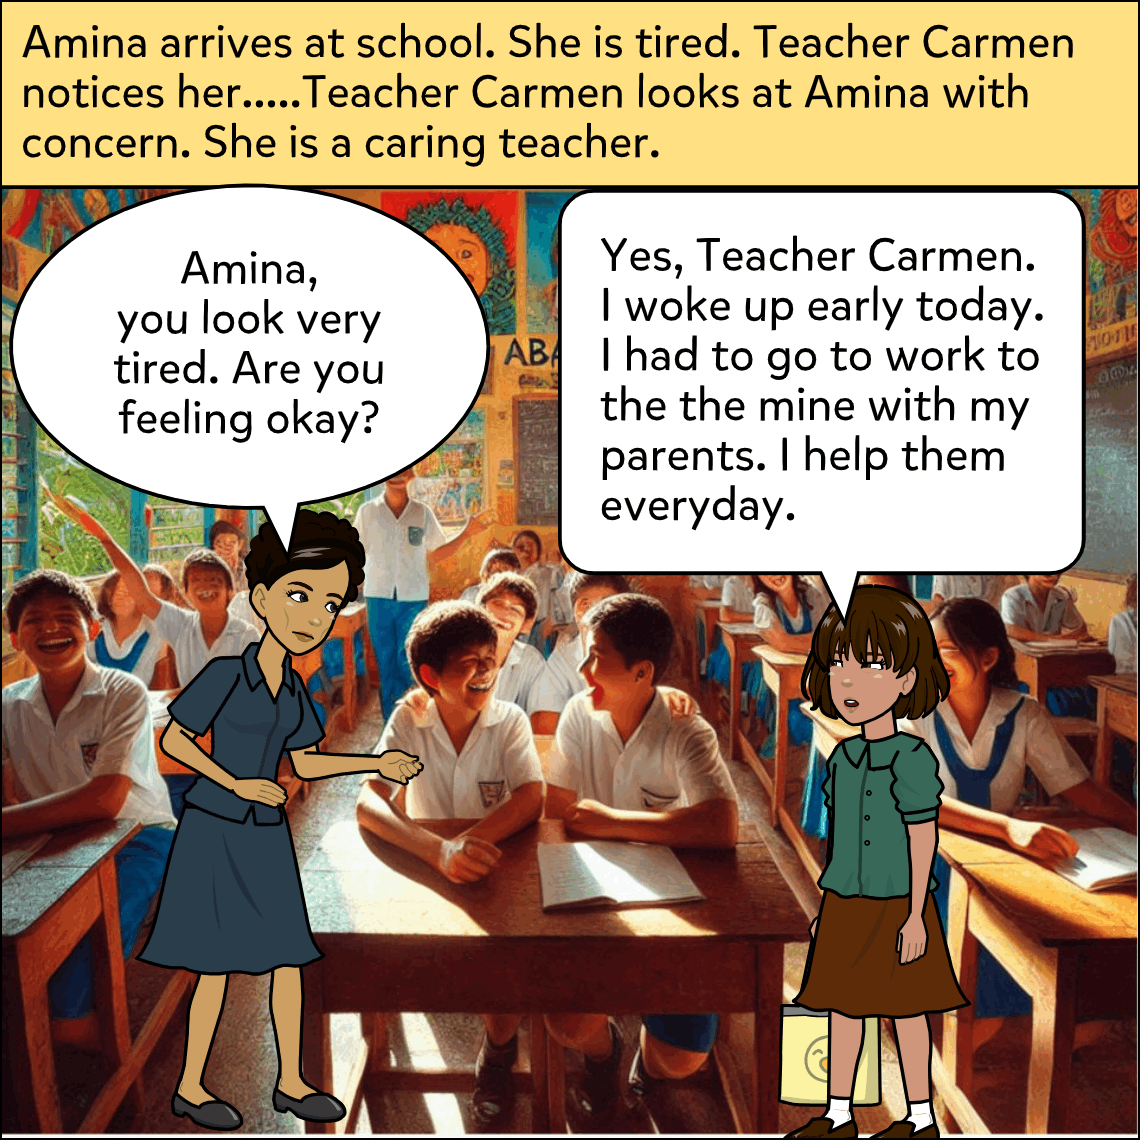 Amina arrives at school. She is tired. Teacher Carmen
notices her.....Teacher Carmen looks at Amina with
concern. She is a caring teacher.
Amina,
you look very
tired. Are you
feeling okay?
Yes, Teacher Carmen.
I woke up early today.
I had to go to work to
the the mine with my
parents. I help them
everyday.